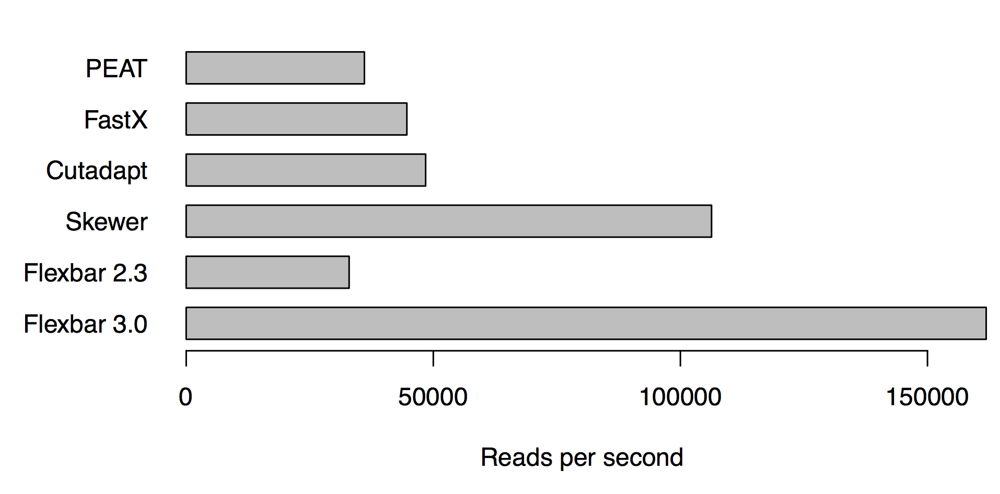 PEAT
FastX
Cutadapt
Skewer
Flexbar 2.3
Flexbar 3.0
0 50000 100000 150000
Reads per second